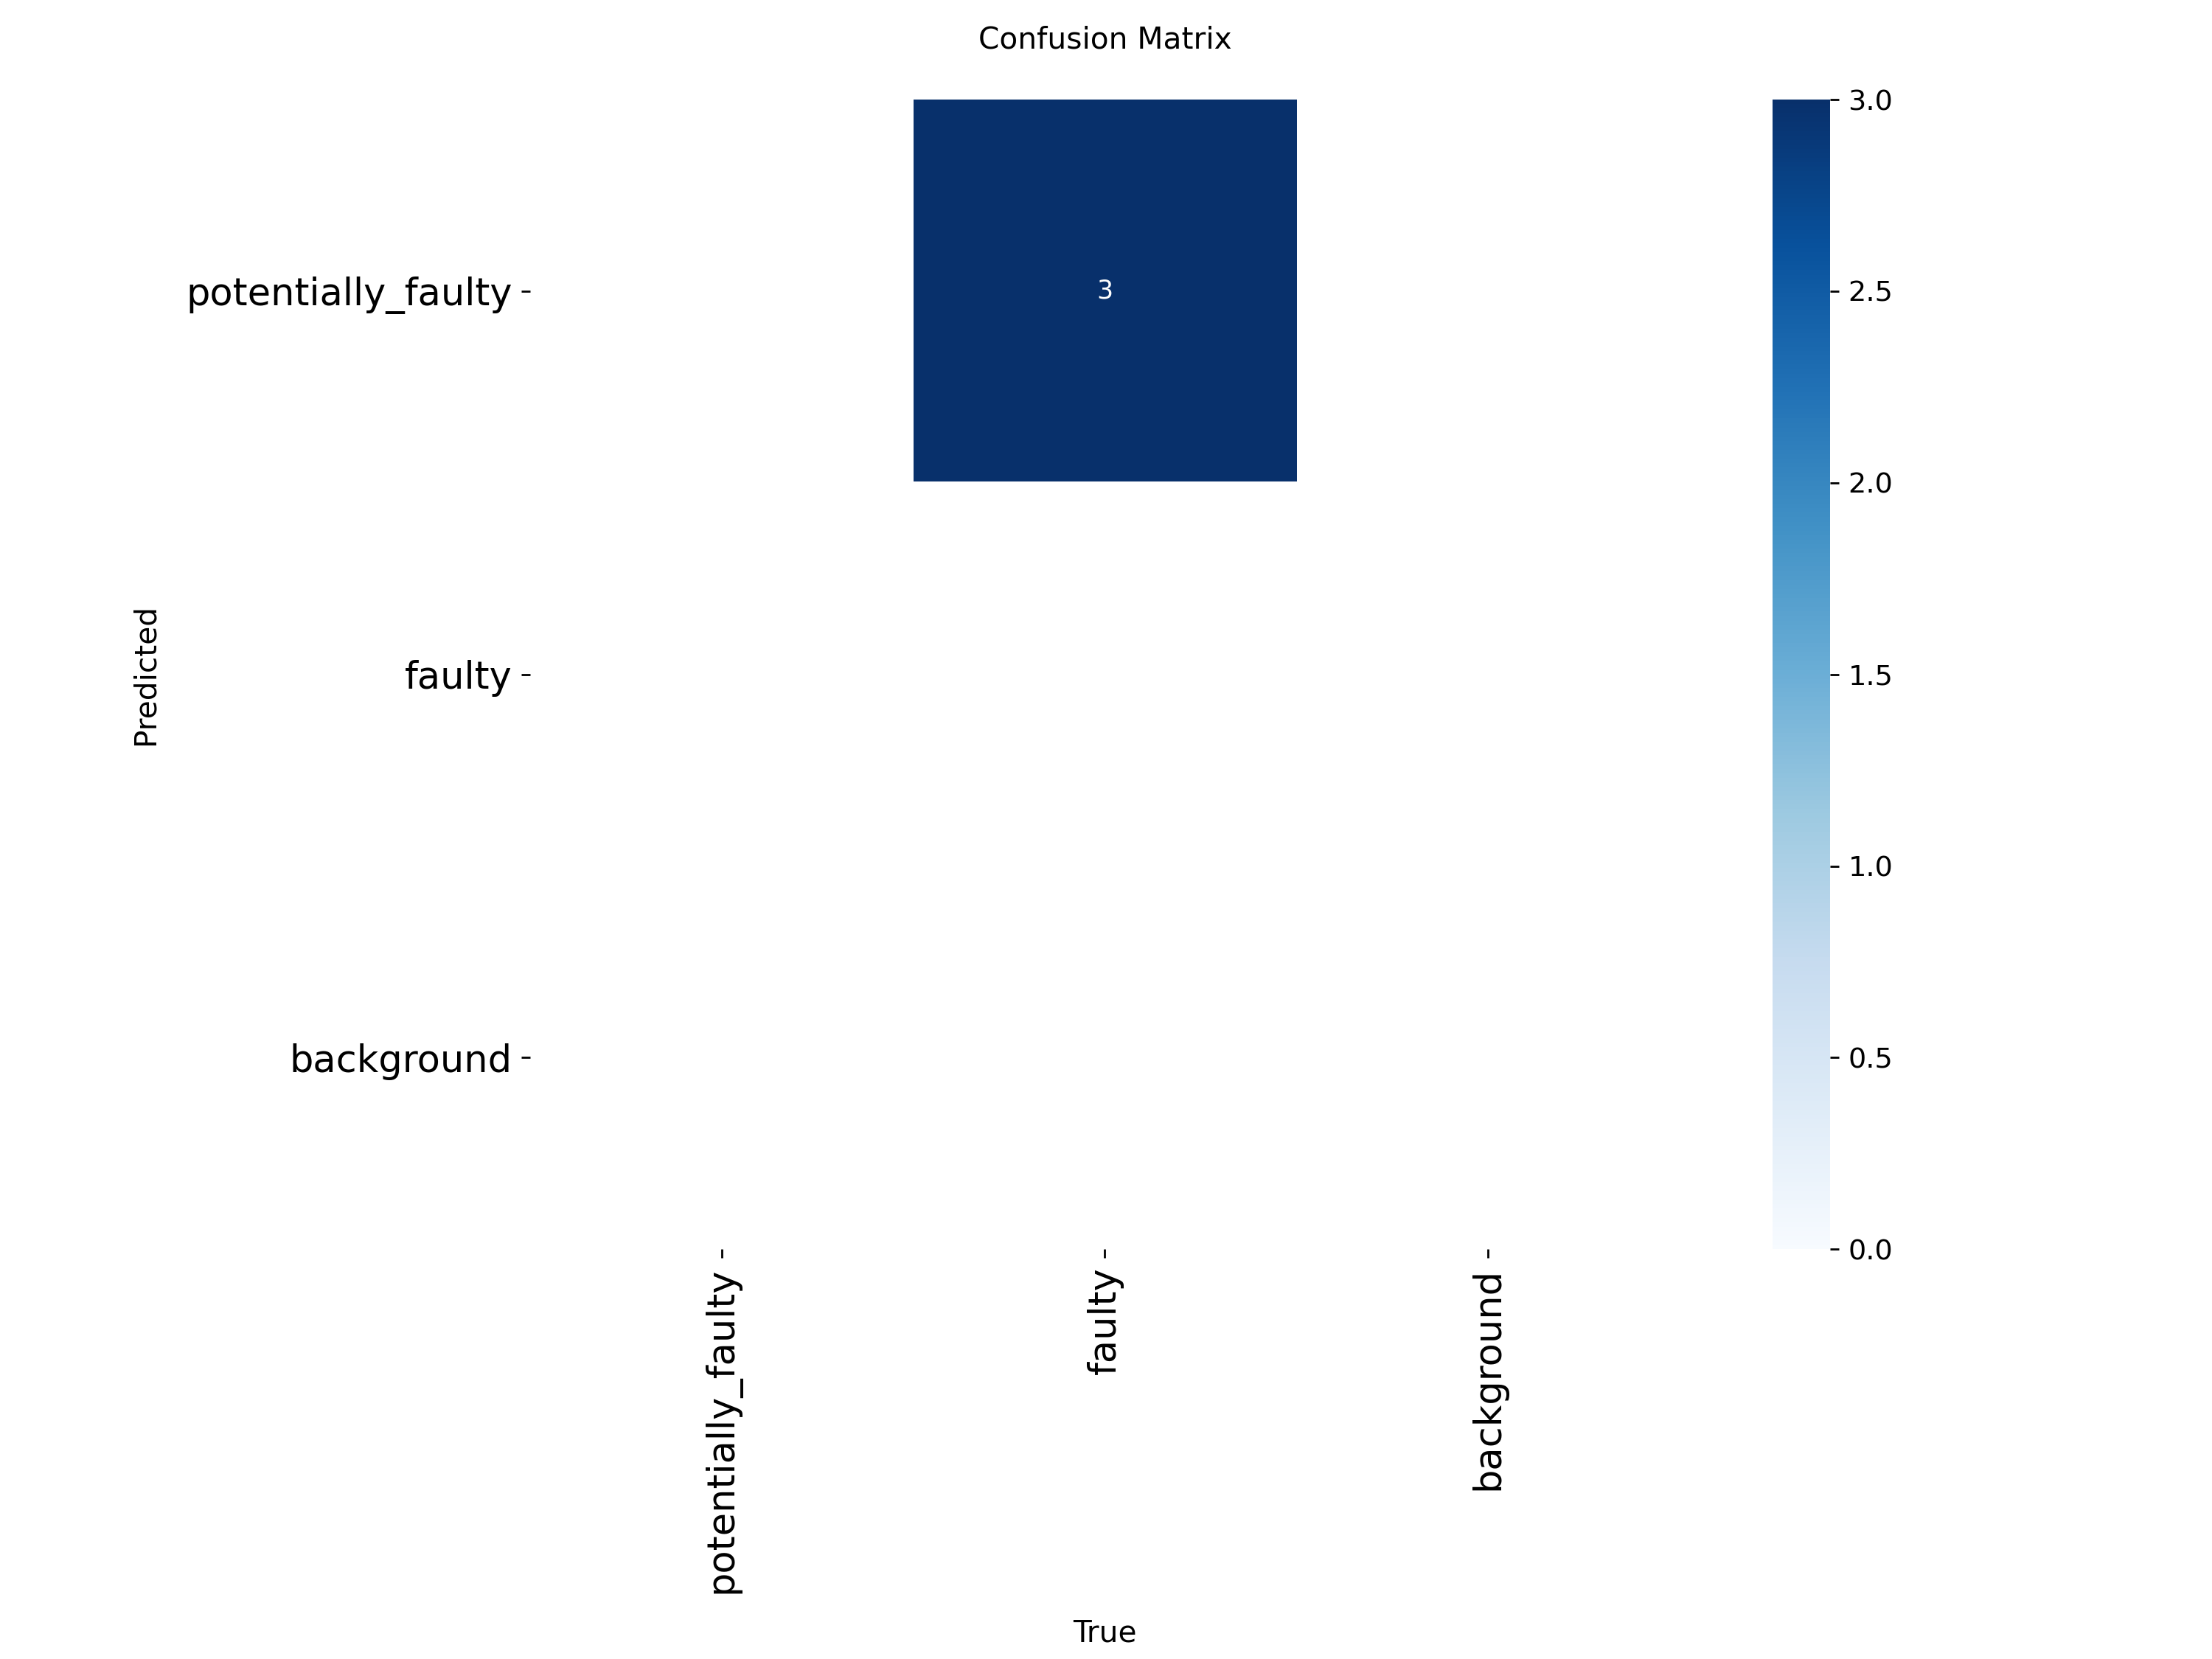 Confusion Matrix
3
potentially_faulty
faulty
background
Predicted
potentially_faulty
faulty
background
True
3.0
2.5
2.0
1.5
1.0
0.5
0.0